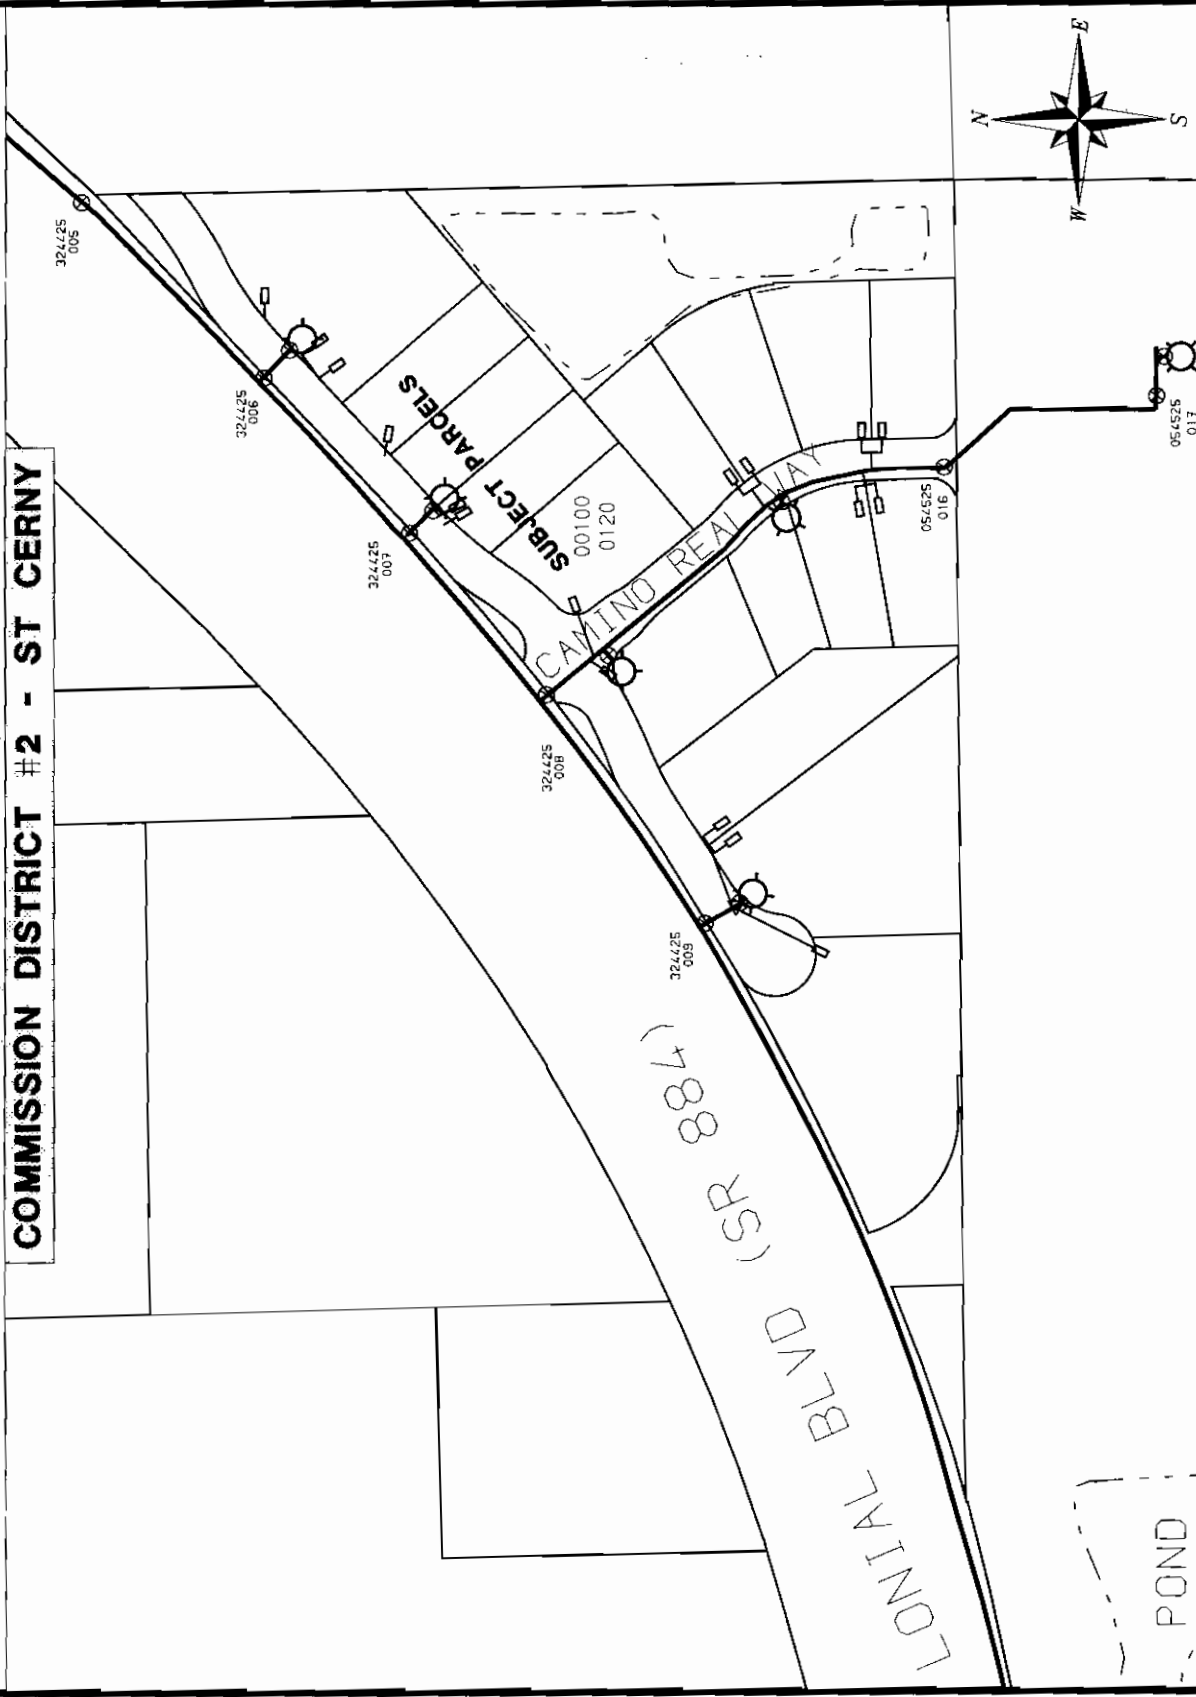 COMMISSION DISTRICT #2 - ST CERNY
N
E
W
S
324425
005
324425
006
324425
007
SUBJECT PARCELS
00100
0120
CAMINO REAL WAY
324425
008
324425
009
054525
016
054525
017
LONIAL BLVD (SR 884)
POND